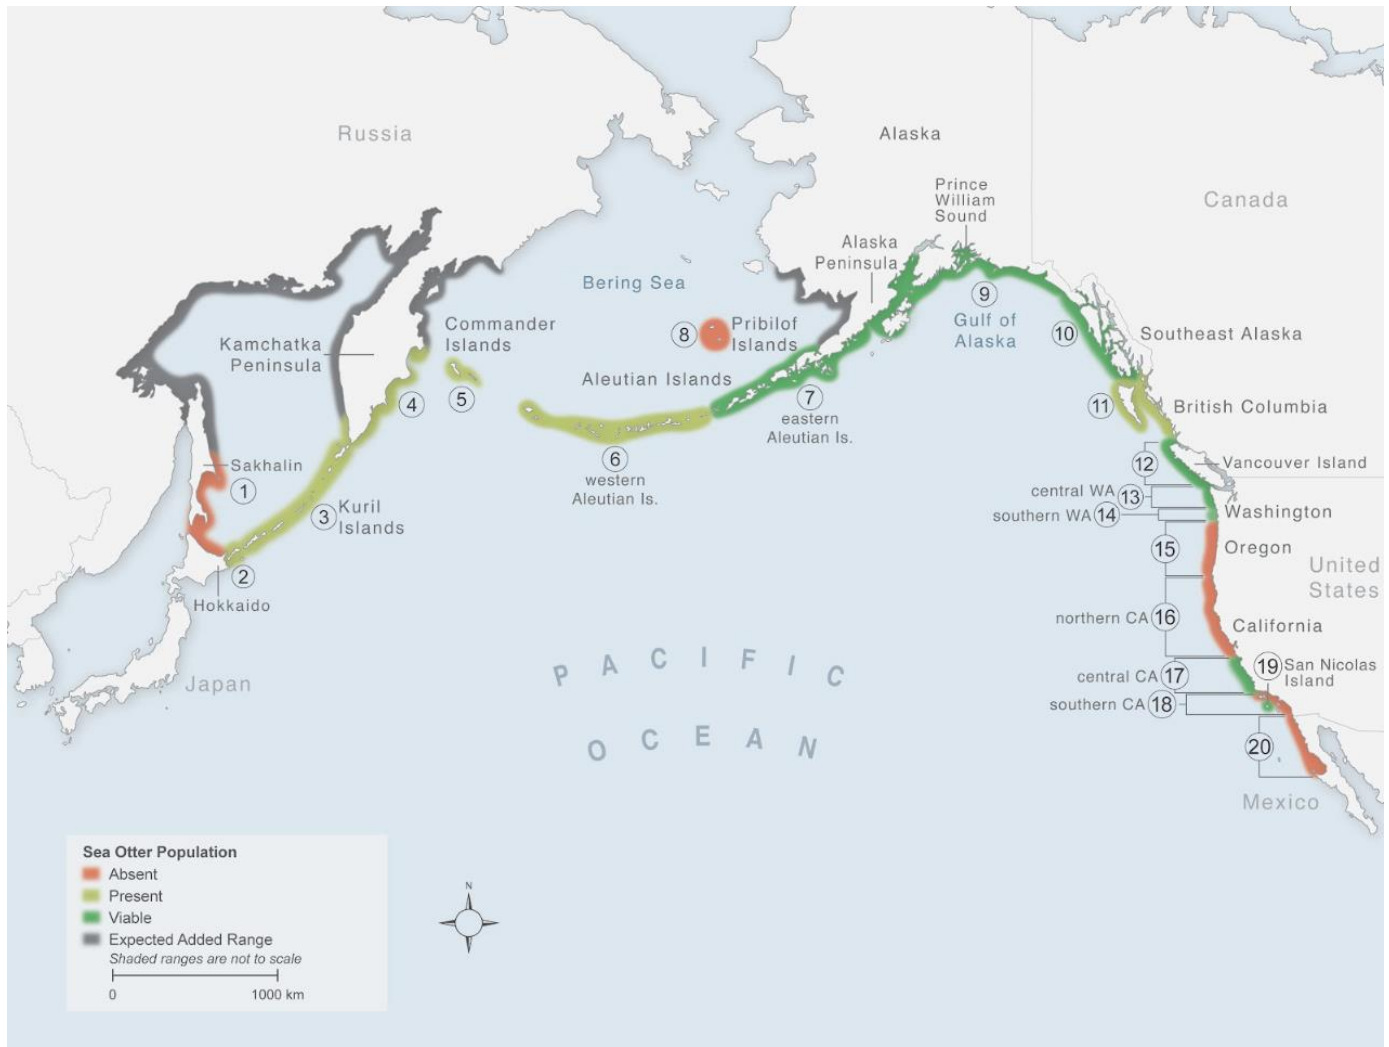 Russia
Alaska
Canada
Prince
William
Sound
Alaska
Peninsula
Bering Sea
9
Gulf of
Alaska
10
Southeast Alaska
Commander
Islands
8
Pribilof
Islands
Kamchatka
Peninsula
Aleutian Islands
4
5
7
eastern
Aleutian Is.
11
British Columbia
6
western
Aleutian Is.
12
Vancouver Island
Sakhalin
1
central WA
13
southern WA
14
Washington
3
Kuril
Islands
15
Oregon
2
Hokkaido
United
States
northern CA
16
California
19
San Nicolas
Island
central CA
17
southern CA
18
Japan
PACIFIC
OCEAN
20
Mexico
Sea Otter Population
Absent
Present
Viable
Expected Added Range
Shaded ranges are not to scale
0
1000 km
N